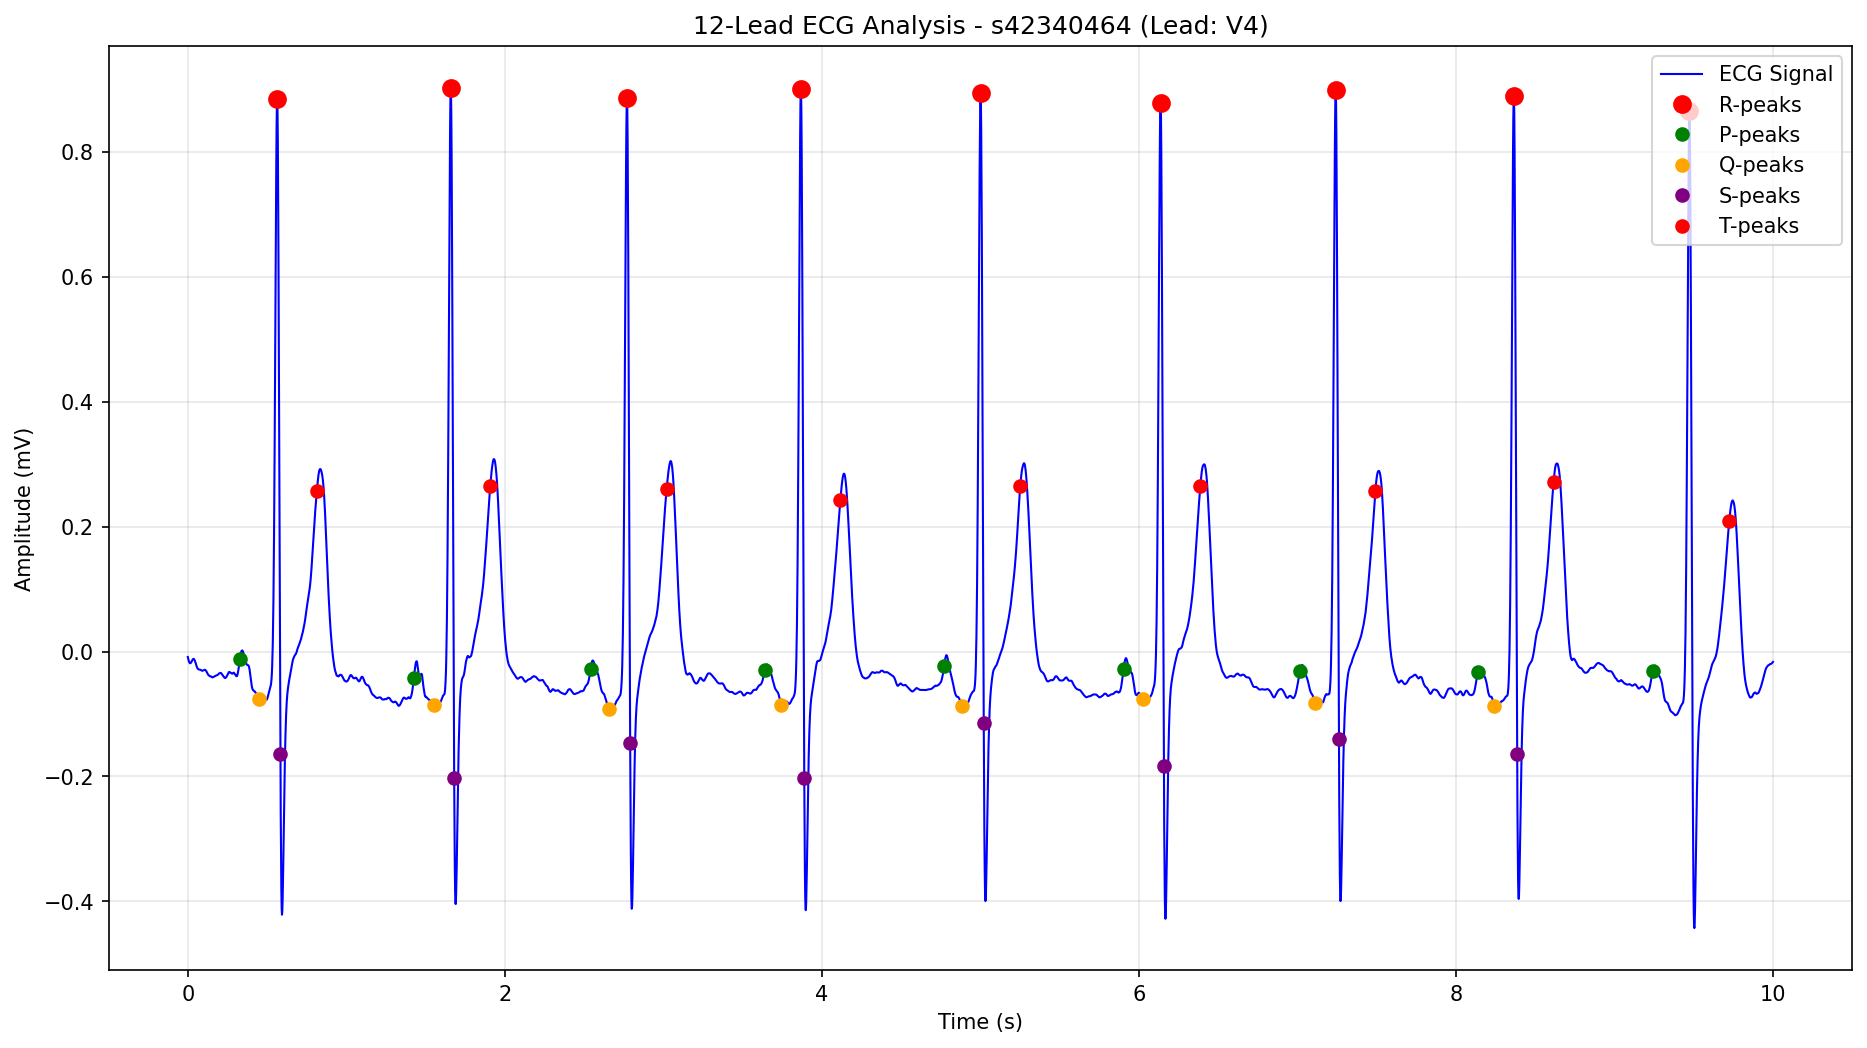 12-Lead ECG Analysis - s42340464 (Lead: V4)
ECG Signal
R-peaks
P-peaks
Q-peaks
S-peaks
T-peaks
Amplitude (mV)
0.8
0.6
0.4
0.2
0.0
−0.2
−0.4
0 2 4 6 8 10
Time (s)